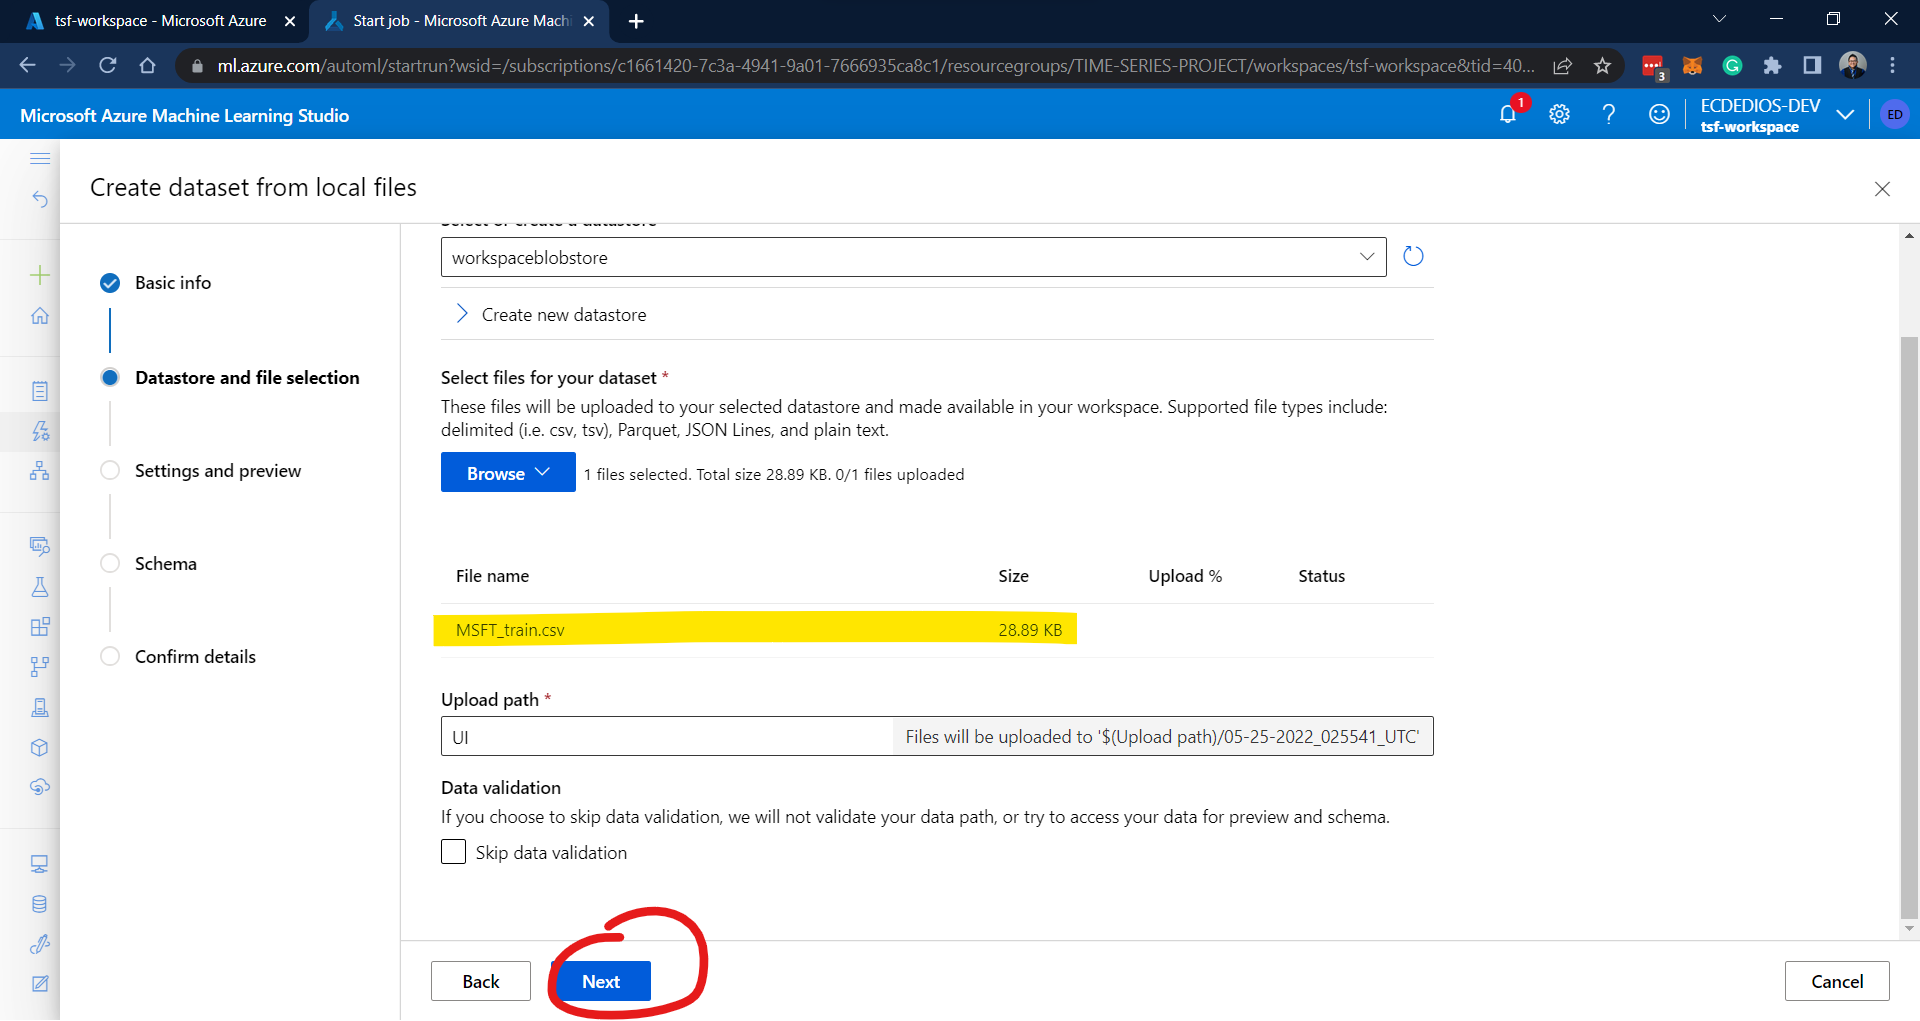 tsf-workspace - Microsoft Azure
Start job - Microsoft Azure Machi
ml.azure.com/automl/startrun?wsid=/subscriptions/c1661420-7c3a-4941-9a01-7666935ca8c1/resourcegroups/TIME-SERIES-PROJECT/workspaces/tsf-workspace&tid=40...
3
Microsoft Azure Machine Learning Studio
1
ECDEDIOS-DEV
tsf-workspace
ED
Create dataset from local files
Basic info
Datastore and file selection
Settings and preview
Schema
Confirm details
Select or create a datastore
workspaceblobstore
Create new datastore
Select files for your dataset *
These files will be uploaded to your selected datastore and made available in your workspace. Supported file types include:
delimited (i.e. csv, tsv), Parquet, JSON Lines, and plain text.
Browse
1 files selected. Total size 28.89 KB. 0/1 files uploaded
File name Size Upload % Status
MSFT_train.csv 28.89 KB
Upload path *
UI
Files will be uploaded to '$(Upload path)/05-25-2022_025541_UTC'
Data validation
If you choose to skip data validation, we will not validate your data path, or try to access your data for preview and schema.
Skip data validation
Back
Next
Cancel